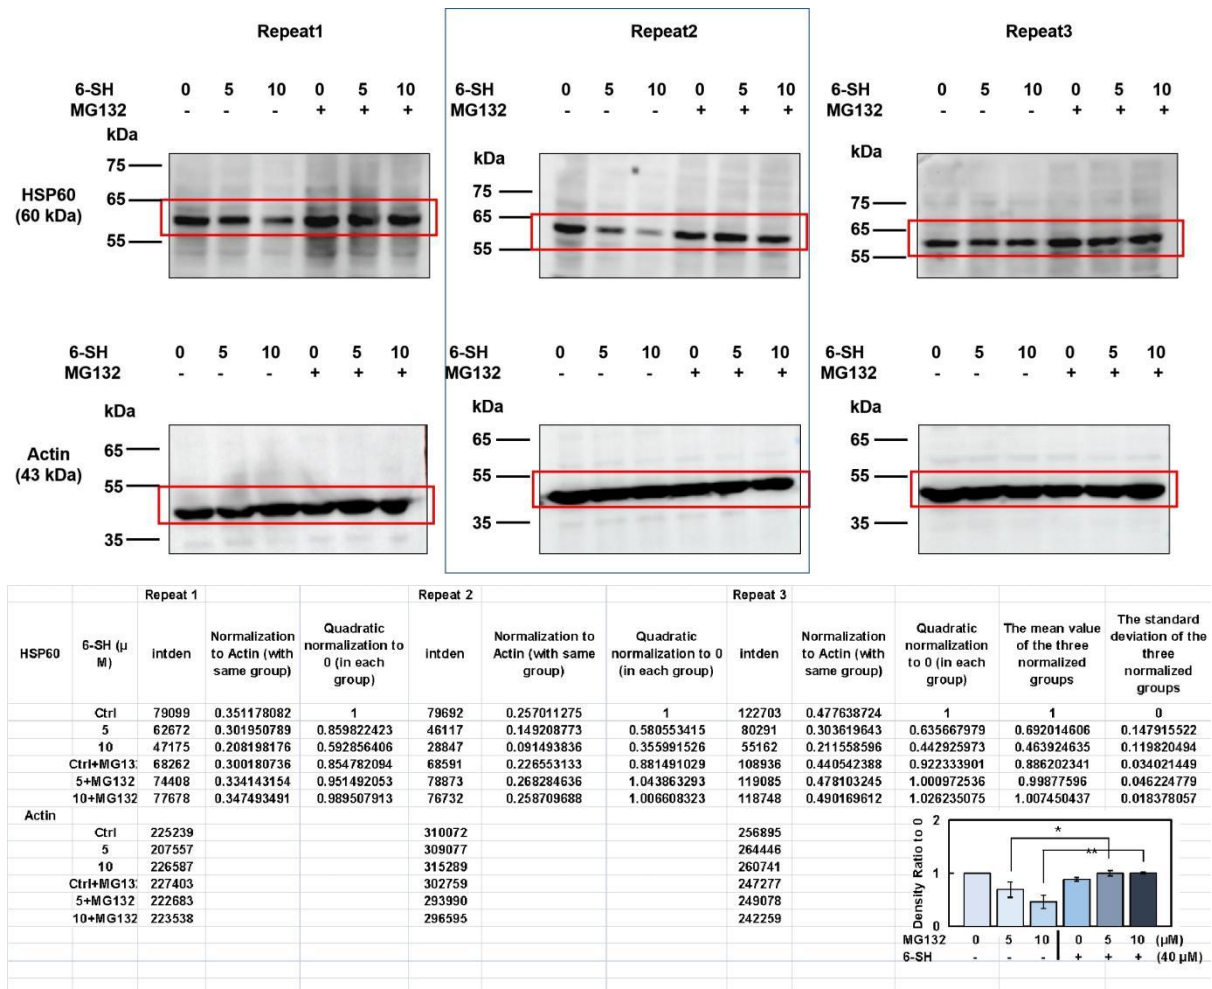 Repeat1 Repeat2 Repeat3
6-SH 0 5 10 0 5 10 6-SH 0 5 10 0 5 10 6-SH 0 5 10 0 5 10
MG132 - - - + + + MG132 - - - + + + MG132 - - - + + +
kDa kDa kDa
75 75 75
HSP60 (60 kDa)
65 65 65
55 55 55
6-SH 0 5 10 0 5 10 6-SH 0 5 10 0 5 10 6-SH 0 5 10 0 5 10
MG132 - - - + + + MG132 - - - + + + MG132 - - - + + +
kDa kDa kDa
65 65 65
Actin (43 kDa)
55 55 55
35 35 35
Repeat 1 Repeat 2 Repeat 3
HSP60 6-SH (μM) intden Normalization to Actin (with same group) Quadratic normalization to 0 (in each group) intden Normalization to Actin (with same group) Quadratic normalization to 0 (in each group) intden Normalization to Actin (with same group) Quadratic normalization to 0 (in each group) The mean value of the three normalized groups The standard deviation of the three normalized groups
Ctrl 79099 0.351178082 1 79692 0.257011275 1 122703 0.477638724 1 1 0
5 62672 0.301950789 0.859822423 46117 0.149208773 0.580553415 80291 0.303619643 0.635667979 0.692014606 0.147915522
10 47175 0.208198176 0.592856406 28847 0.091493836 0.355991526 55162 0.211558596 0.442925973 0.463924635 0.119820494
Ctrl+MG13 68262 0.300180736 0.854782094 68591 0.226553133 0.881491029 108936 0.440542388 0.922333901 0.886202341 0.034021449
5+MG132 74408 0.334143154 0.951492053 78873 0.268284636 1.043863293 119085 0.478103245 1.000972536 0.99877596 0.046224779
10+MG132 77678 0.347493491 0.989507913 76732 0.258709688 1.006608323 118748 0.490169612 1.026235075 1.007450437 0.018378057
Actin
Ctrl 225239 310072 256895
5 207557 309077 264446
10 226587 315289 260741
Ctrl+MG13 227403 302759 247277
5+MG132 222683 293990 249078
10+MG132 223538 296595 242259
Density Ratio to 0
2
1
0
*
**
MG132 0 5 10 0 5 10 (μM)
6-SH - - - + + + (40 μM)